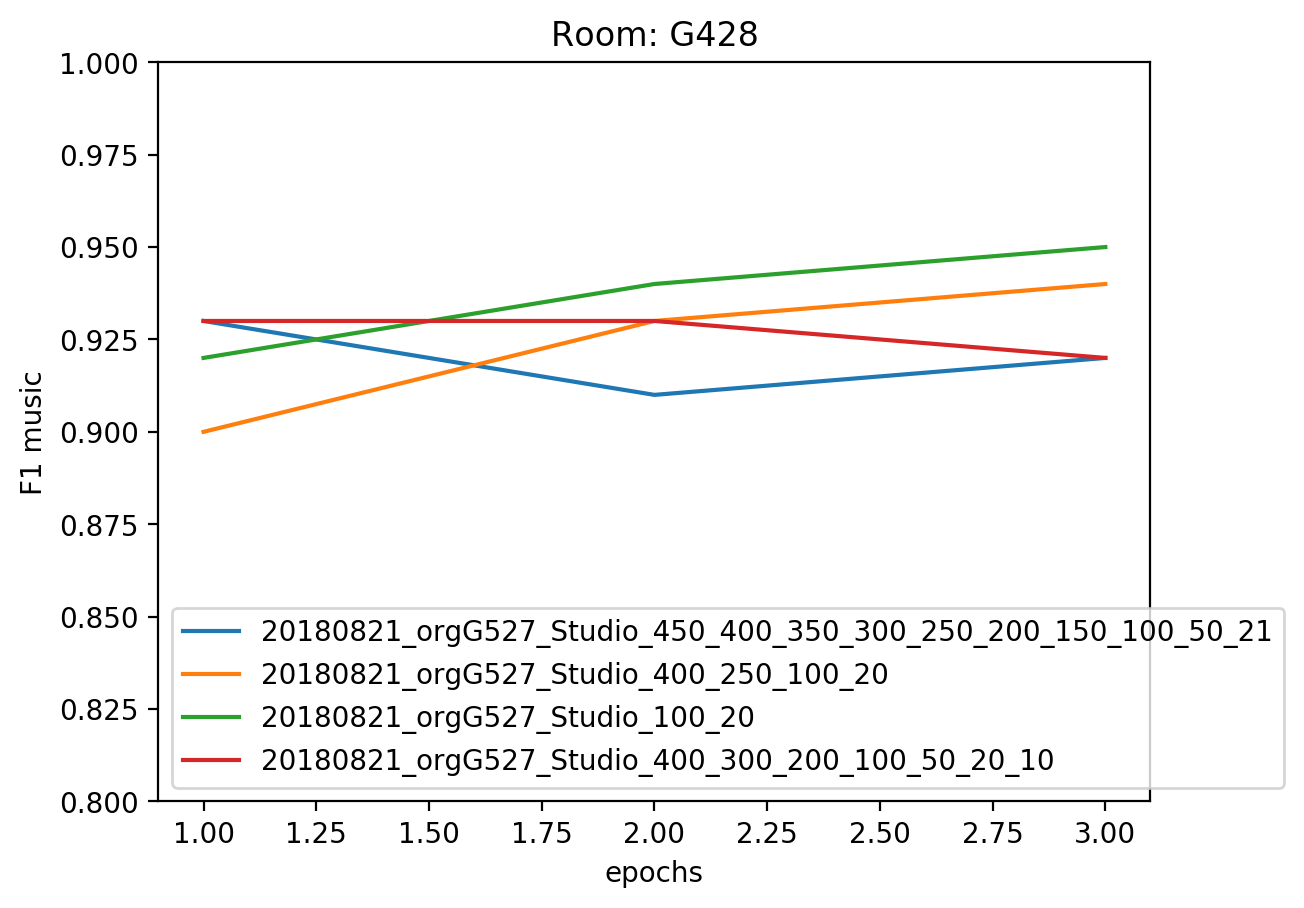 Room: G428
1.000
0.975
0.950
0.925
0.900
0.875
0.850
0.825
0.800
F1 music
20180821_orgG527_Studio_450_400_350_300_250_200_150_100_50_21
20180821_orgG527_Studio_400_250_100_20
20180821_orgG527_Studio_100_20
20180821_orgG527_Studio_400_300_200_100_50_20_10
1.00 1.25 1.50 1.75 2.00 2.25 2.50 2.75 3.00
epochs